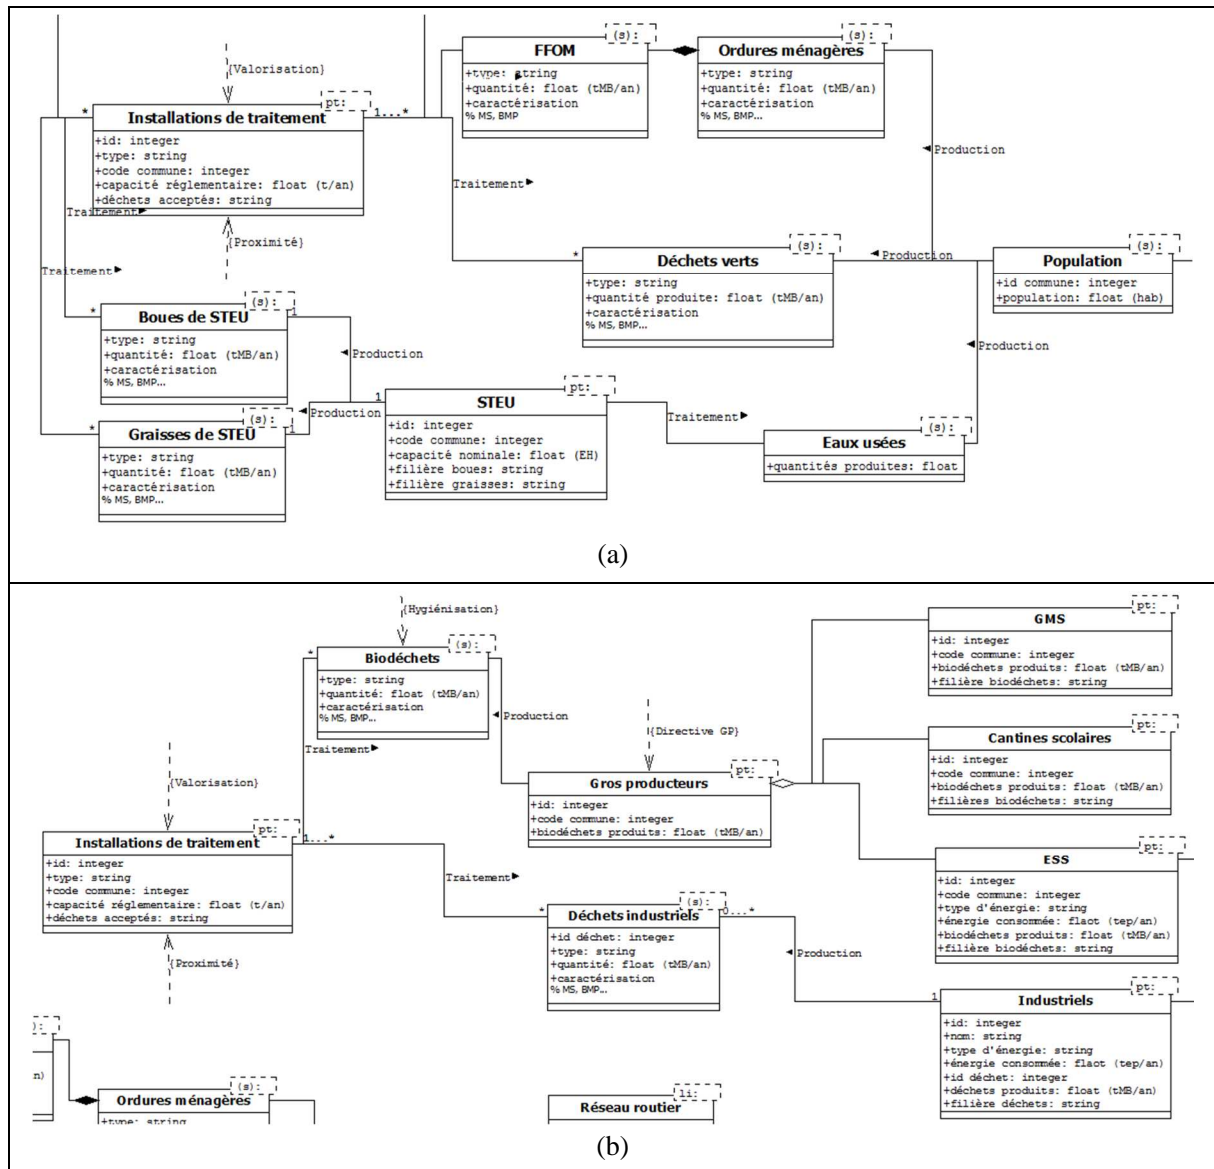 {Valorisation}
pt:
Installations de traitement
+id: integer
+type: string
+code commune: integer
+capacité réglementaire: float (t/an)
+déchets acceptés: string
*
1...*
{Proximité}
Traitement
Traitement
Traitement
(s):
FFOM
+type: string
+quantité: float (tMB/an)
+caractérisation
% MS, BMP
(s):
Ordures ménagères
+type: string
+quantité: float (tMB/an)
+caractérisation
% MS, BMP...
Production
(s):
Déchets verts
+type: string
+quantité produite: float (tMB/an)
+caractérisation
% MS, BMP...
*
Production
(s):
Population
+id commune: integer
+population: float (hab)
Production
(s):
Boues de STEU
+type: string
+quantité: float (tMB/an)
+caractérisation
% MS, BMP...
*
1
Production
(s):
Graisses de STEU
+type: string
+quantité: float (tMB/an)
+caractérisation
% MS, BMP...
*
1
Production
pt:
STEU
+id: integer
+code commune: integer
+capacité nominale: float (EH)
+filière boues: string
+filière graisses: string
1
Traitement
(s):
Eaux usées
+quantités produites: float
(a)
{Hygiénisation}
(s):
Biodéchets
+type: string
+quantité: float (tMB/an)
+caractérisation
% MS, BMP...
*
Production
Traitement
{Directive GP}
pt:
Gros producteurs
+id: integer
+code commune: integer
+biodéchets produits: float (tMB/an)
pt:
GMS
+id: integer
+code commune: integer
+biodéchets produits: float (tMB/an)
+filière biodéchets: string
pt:
Cantines scolaires
+id: integer
+code commune: integer
+biodéchets produits: float (tMB/an)
+filières biodéchets: string
pt:
ESS
+id: integer
+code commune: integer
+type d'énergie: string
+énergie consommée: flaot (tep/an)
+biodéchets produits: float (tMB/an)
+filière biodéchets: string
{Valorisation}
pt:
Installations de traitement
+id: integer
+type: string
+code commune: integer
+capacité réglementaire: float (t/an)
+déchets acceptés: string
1...*
{Proximité}
Traitement
(s):
Déchets industriels
+id déchet: integer
+type: string
+quantité: float (tMB/an)
+caractérisation
% MS, BMP...
*
0...*
Production
1
pt:
Industriels
+id: integer
+nom: string
+type d'énergie: string
+énergie consommée: flaot (tep/an)
+id déchet: integer
+déchets produits: float (tMB/an)
+filière déchets: string
):
n)
(s):
Ordures ménagères
+type: string
li:
Réseau routier
(b)